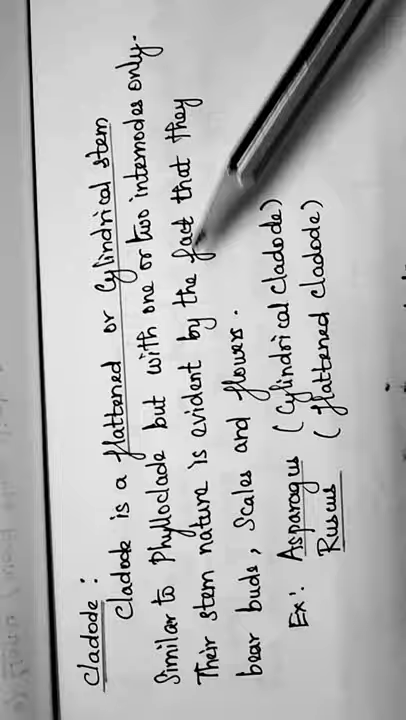 Cladode :
Cladode is a flattened or Cylindrical stem
Similar to Phylloclade but with one or two internodes only.
Their stem nature is evident by the fact that they
bear buds, Scales and flowers.
Ex: Asparagus (Cylindrical Cladode)
Ruscus (flattened cladode)